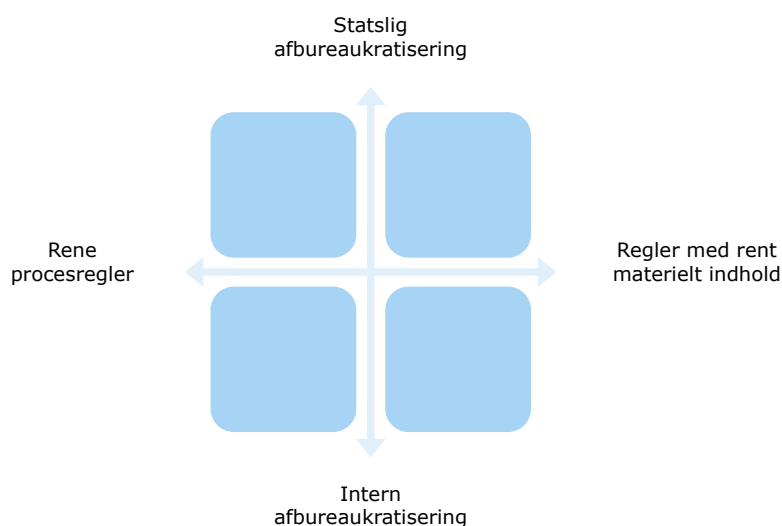 Statslig
afbureaukratisering
Rene
procesregler
Regler med rent
materielt indhold
Intern
afbureaukratisering